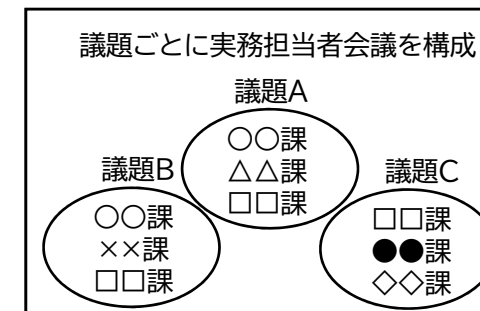 議題ごとに実務担当者会議を構成
議題A
○○課
△△課
□□課
議題B
○○課
××課
□□課
議題C
□□課
●●課
◇◇課